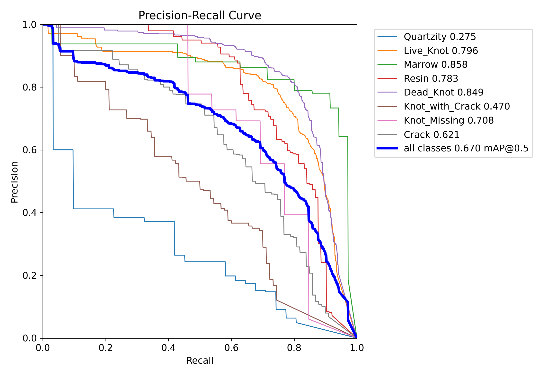 Precision-Recall Curve
1.0
0.8
0.6
0.4
0.2
0.0
Precision
0.0 0.2 0.4 0.6 0.8 1.0
Recall
Quartzity 0.275
Live_Knot 0.796
Marrow 0.858
Resin 0.783
Dead_Knot 0.849
Knot_with_Crack 0.470
Knot_Missing 0.708
Crack 0.621
all classes 0.670 mAP@0.5